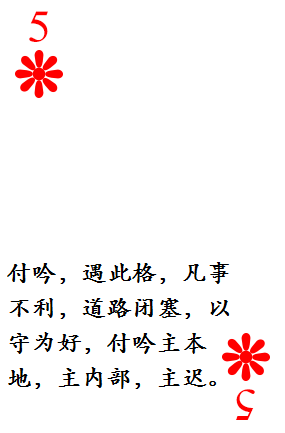 5
付吟，遇此格，凡事
不利，道路闭塞，以
守为好，付吟主本
地，主内部，主迟。
5